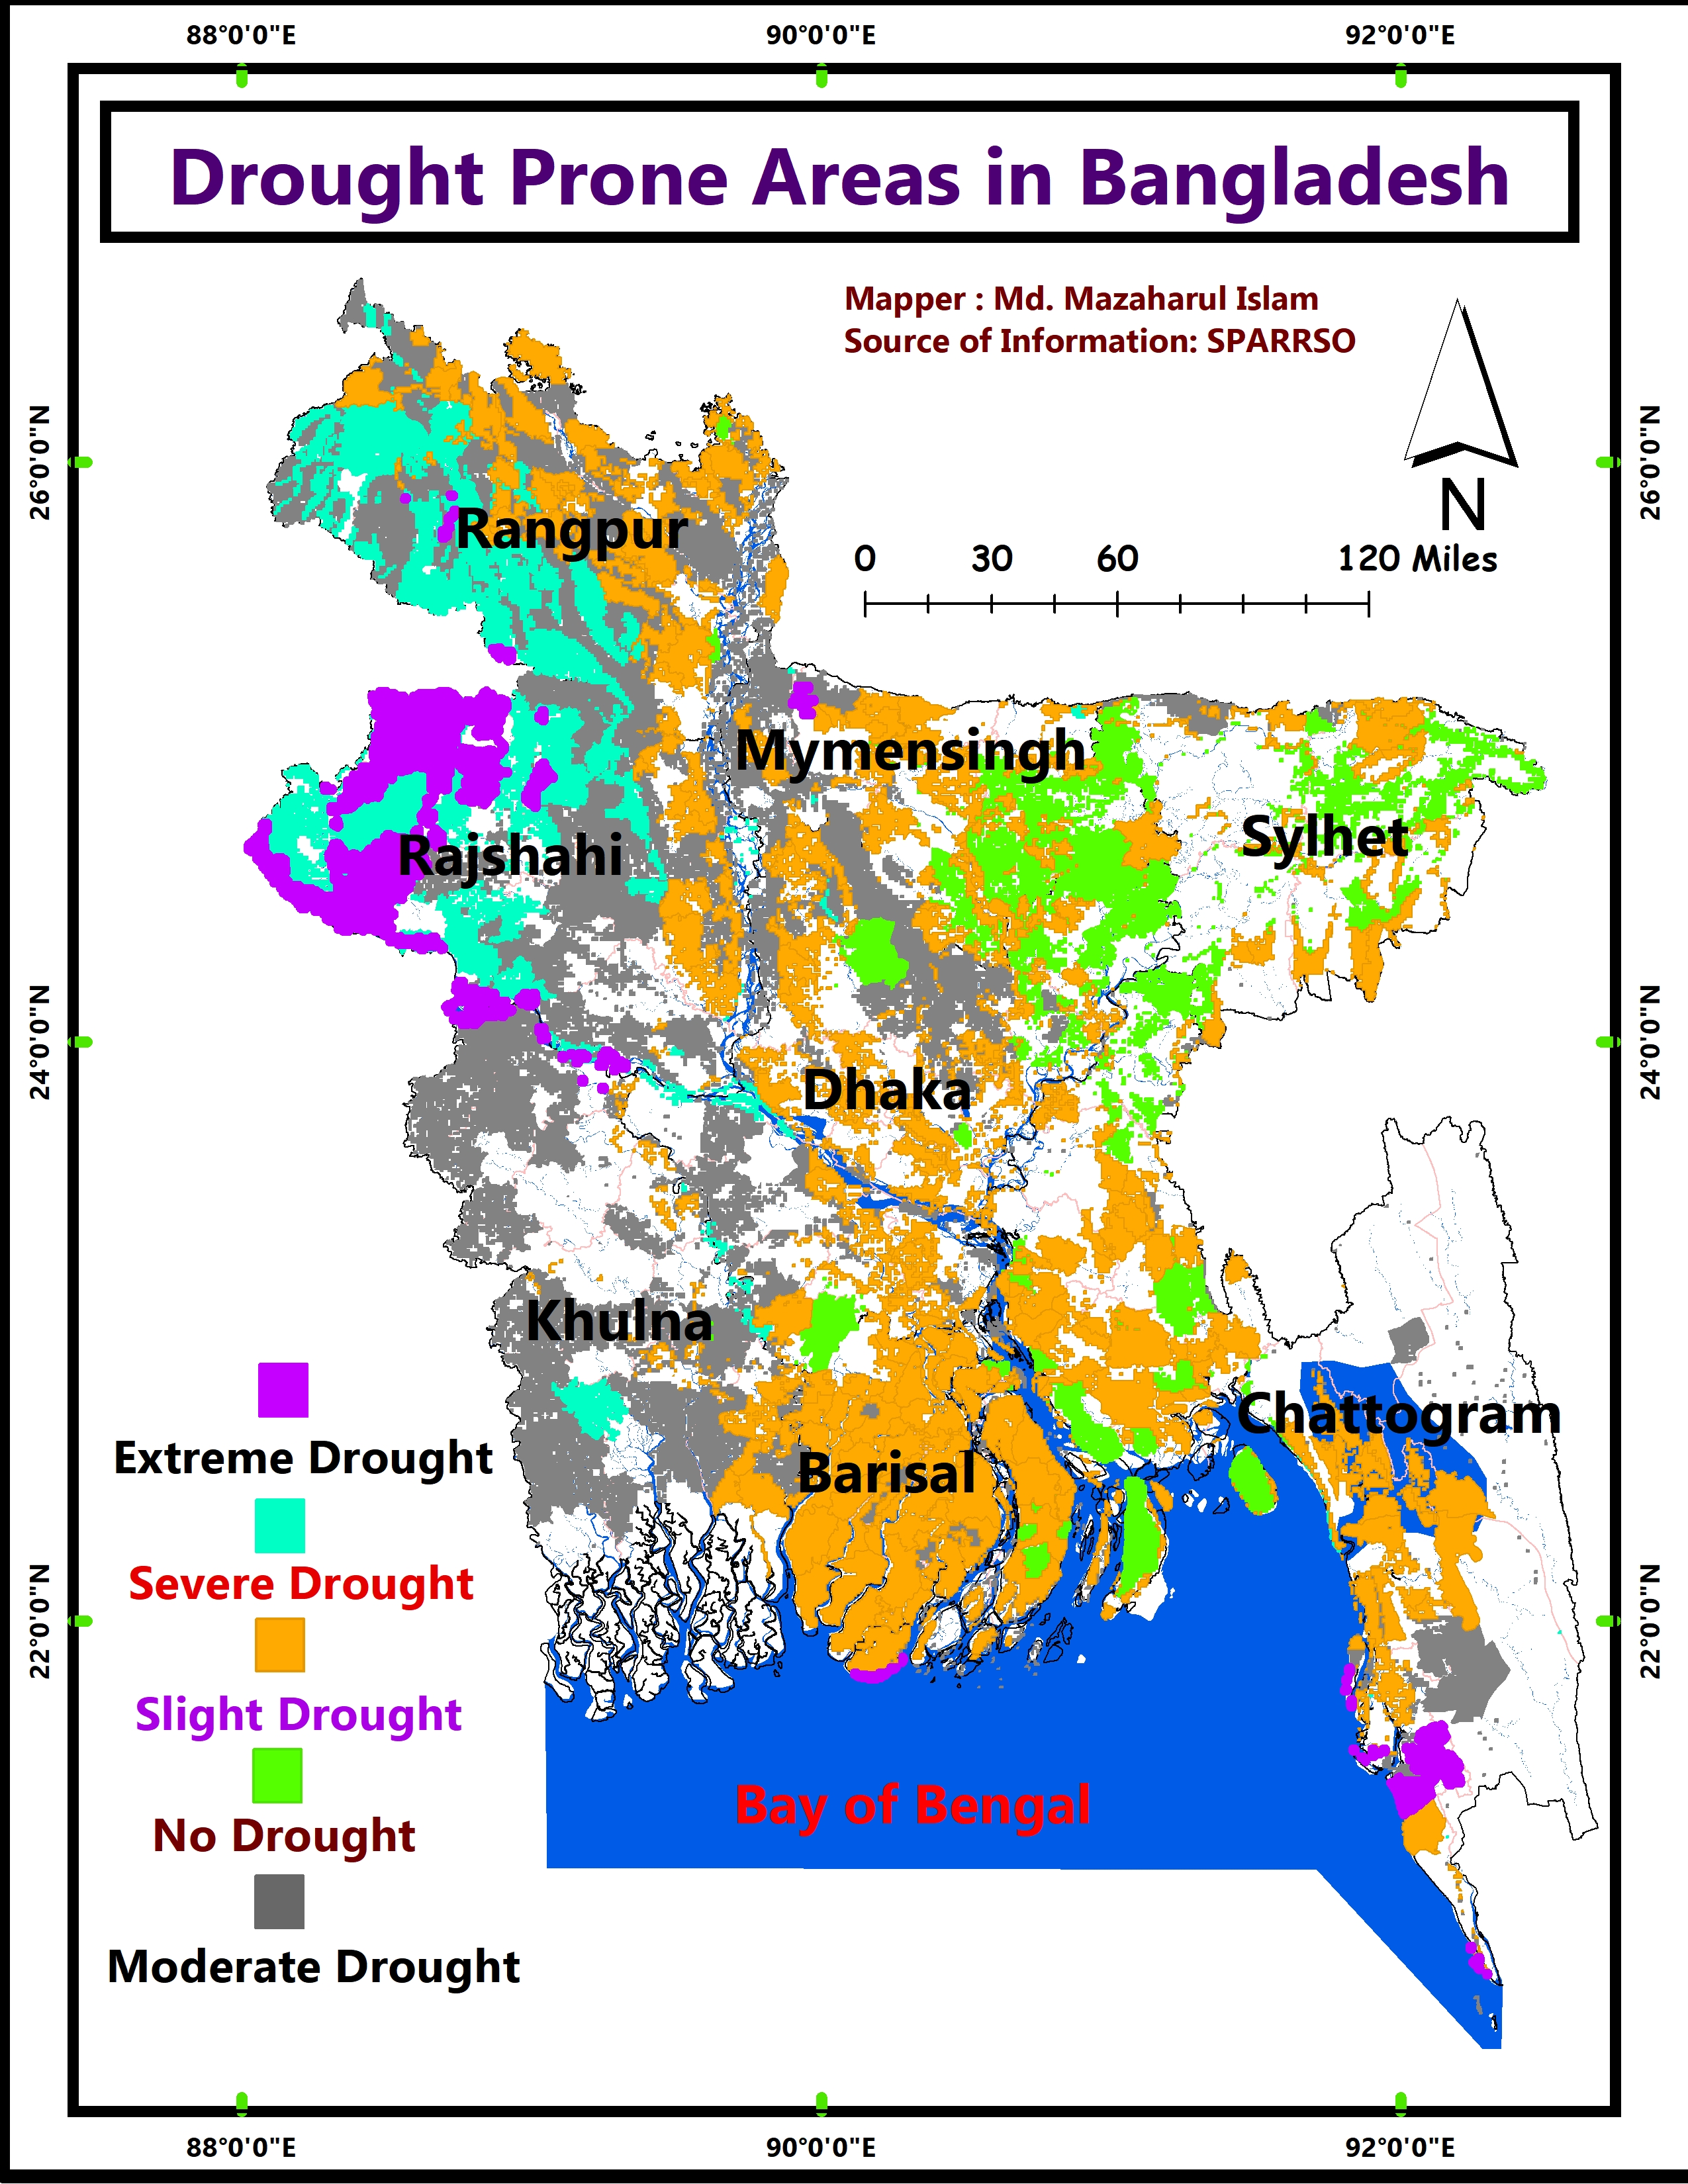 88°0'0"E 90°0'0"E 92°0'0"E
Drought Prone Areas in Bangladesh
Mapper : Md. Mazaharul Islam
Source of Information: SPARRSO
N
26°0'0"N 26°0'0"N
0 30 60 120 Miles
Rangpur
Mymensingh
Sylhet
Rajshahi
24°0'0"N 24°0'0"N
Dhaka
Khulna
Chattogram
Barisal
Extreme Drought
Severe Drought
22°0'0"N 22°0'0"N
Slight Drought
Bay of Bengal
No Drought
Moderate Drought
88°0'0"E 90°0'0"E 92°0'0"E